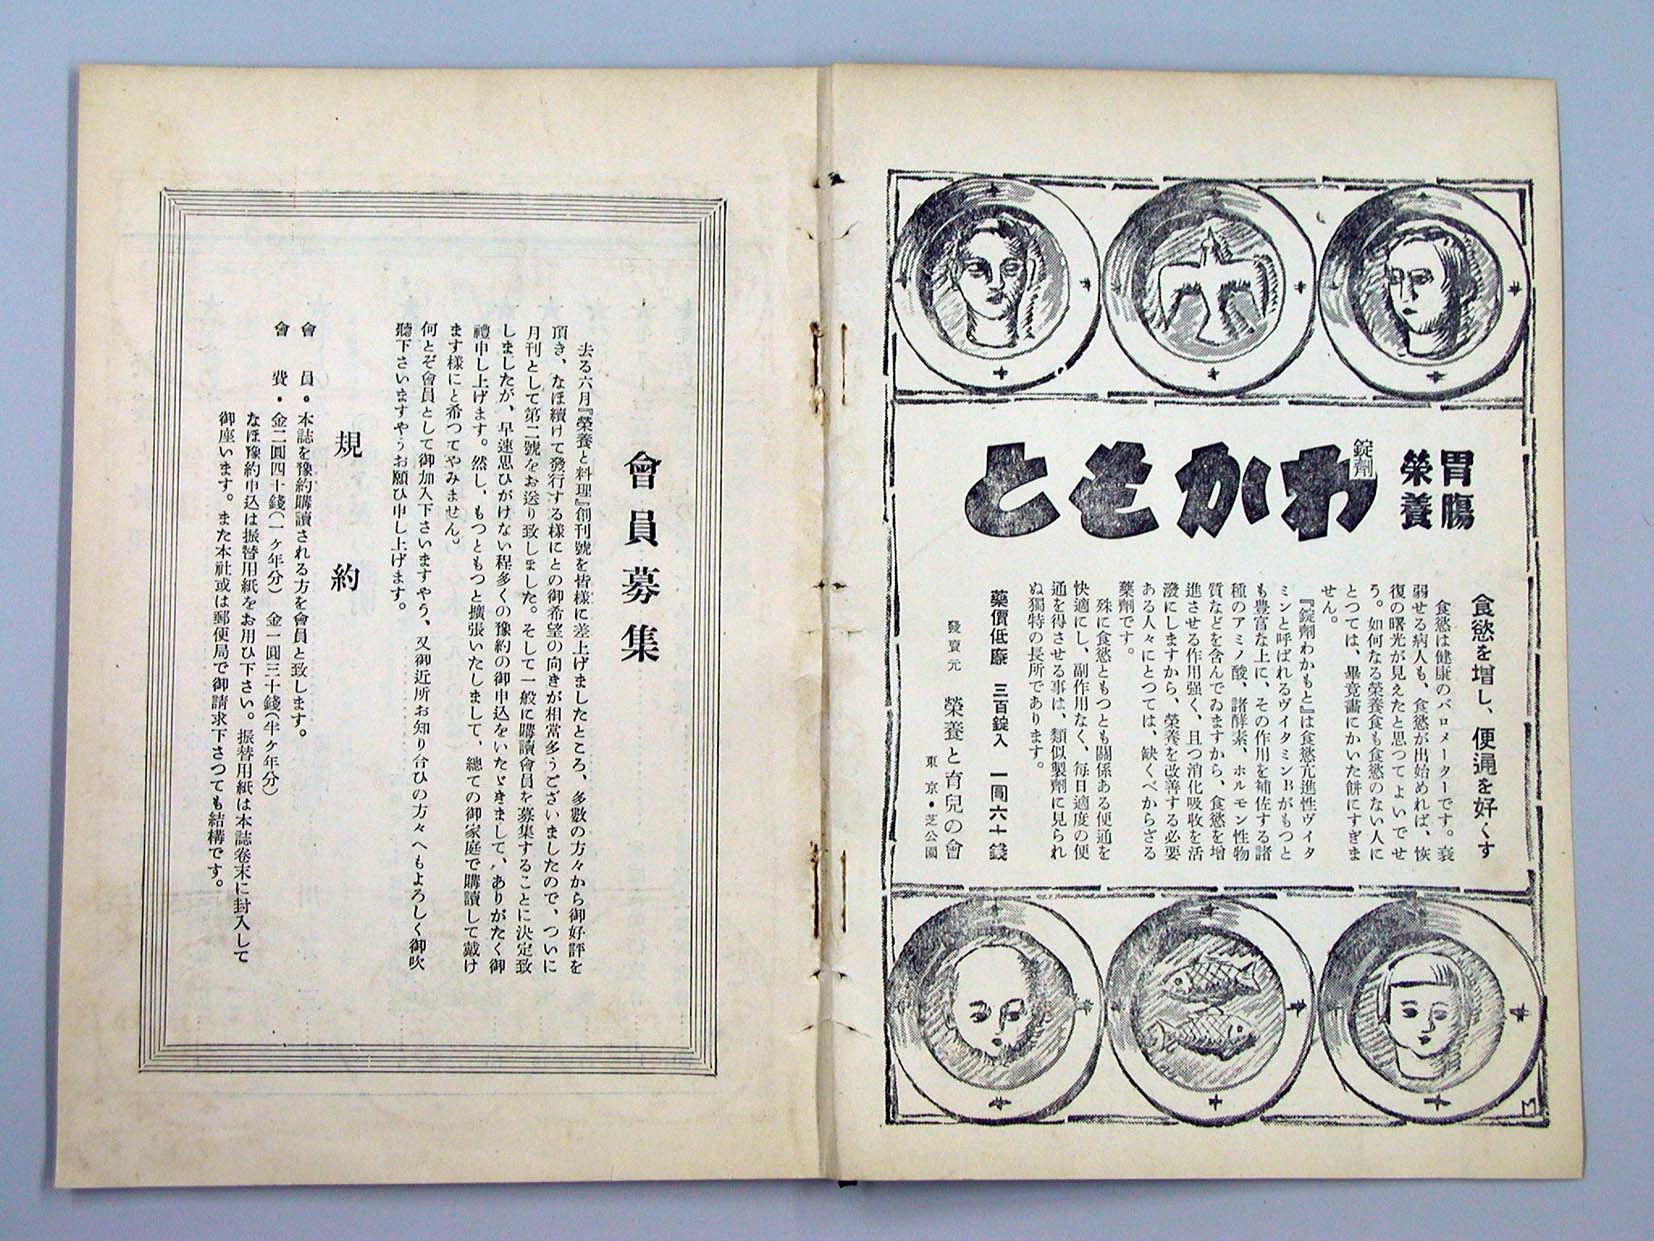 胃腸
榮養
錠劑
わかもと
食慾を增し、便通を好くす
食慾は健康のバロメーターです。衰
弱せる病人も、食慾が出始めれば、恢
復の曙光が見えたと思つてよいでせ
う。如何なる榮養食も食慾のない人に
とつては、畢竟畵にかいた餅にすぎま
せん。
『錠劑わかもと』は食慾亢進性ヴイタ
ミンと呼ばれるヴイタミンBがもつと
も豊富な上に、その作用を補佐する諸
種のアミノ酸、諸酵素、ホルモン性物
質などを含んでゐますから、食慾を增
進させる作用强く、且つ消化吸收を活
潑にしますから、榮養を改善する必要
ある人々にとつては、缺くべからざる
藥劑です。
殊に食慾ともつとも關係ある便通を
快適にし、副作用なく、每日適度の便
通を得させる事は、類似製劑に見られ
ぬ獨特の長所であります。
藥價低廉 三百錠入 一圓六十錢
發賣元 榮養と育兒の會
東京・芝公園
會員募集
去る六月『榮養と料理』創刊號を皆樣に差上げましたところ、多數の方々から御好評を
頂き、なほ續けて發行する樣にとの御希望の向きが相當多うございましたので、ついに
月刊として第二號をお送り致しました。そして一般に購讀會員を募集することに決定致
しましたが、早速思ひがけない程多くの豫約の御申込をいたゞきまして、ありがたく御
禮申し上げます。然し、もつともつと擴張いたしまして、總ての御家庭で購讀して戴け
ます樣にと希つてやみません。
何とぞ會員として御加入下さいますやう、又御近所お知り合ひの方々へもよろしく御吹
聽下さいますやうお願ひ申し上げます。
規約
會員・本誌を豫約購讀される方を會員と致します。
會費・金二圓四十錢(一ケ年分) 金一圓三十錢(半ケ年分)
なほ豫約申込は振替用紙をお用ひ下さい。振替用紙は本誌卷末に封入して
御座います。また本社或は郵便局で御請求下さつても結構です。